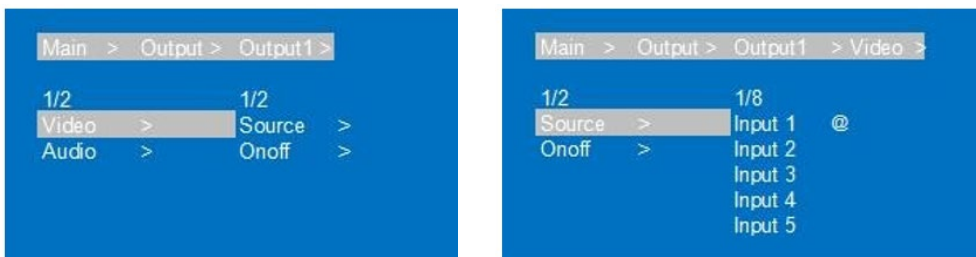 Main > Output > Output1 >
1/2 1/2
Video > Source >
Audio > Onoff >
Main > Output > Output1 > Video >
1/2 1/8
Source > Input 1 @
Onoff > Input 2
Input 3
Input 4
Input 5